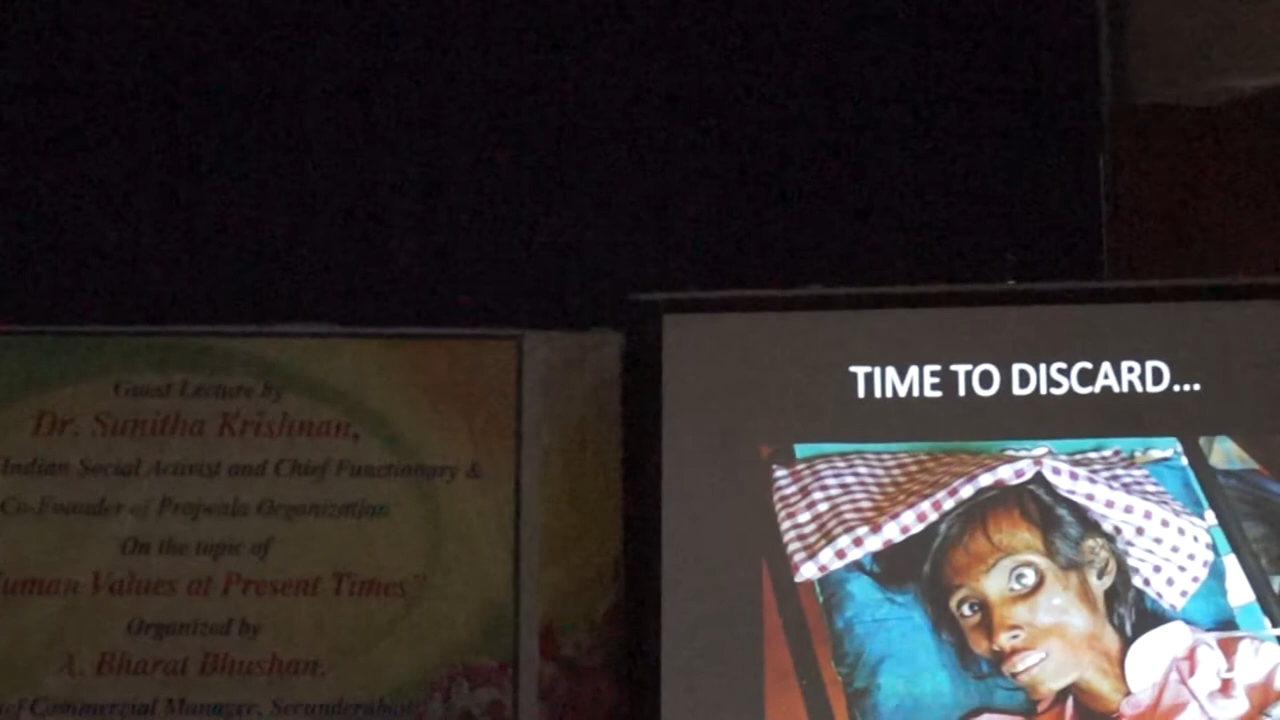 Guest Lecture by
Dr. Sunitha Krishnan,
Indian Social Activist and Chief Functionary &
Co-Founder of Prajwala Organization
On the topic of
uman Values at Present Times"
Organized by
A. Bharat Bhushan,
ief Commercial Manager, Secunderabad
TIME TO DISCARD...